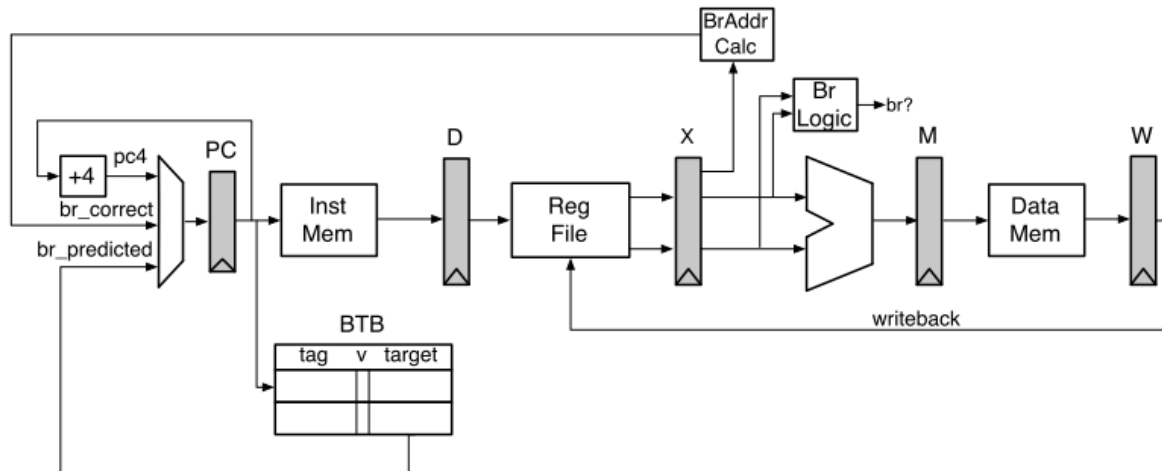 BrAddr
Calc
Br
Logic
br?
D
X
M
W
PC
pc4
+4
br_correct
br_predicted
Inst
Mem
Reg
File
Data
Mem
writeback
BTB
tag v target